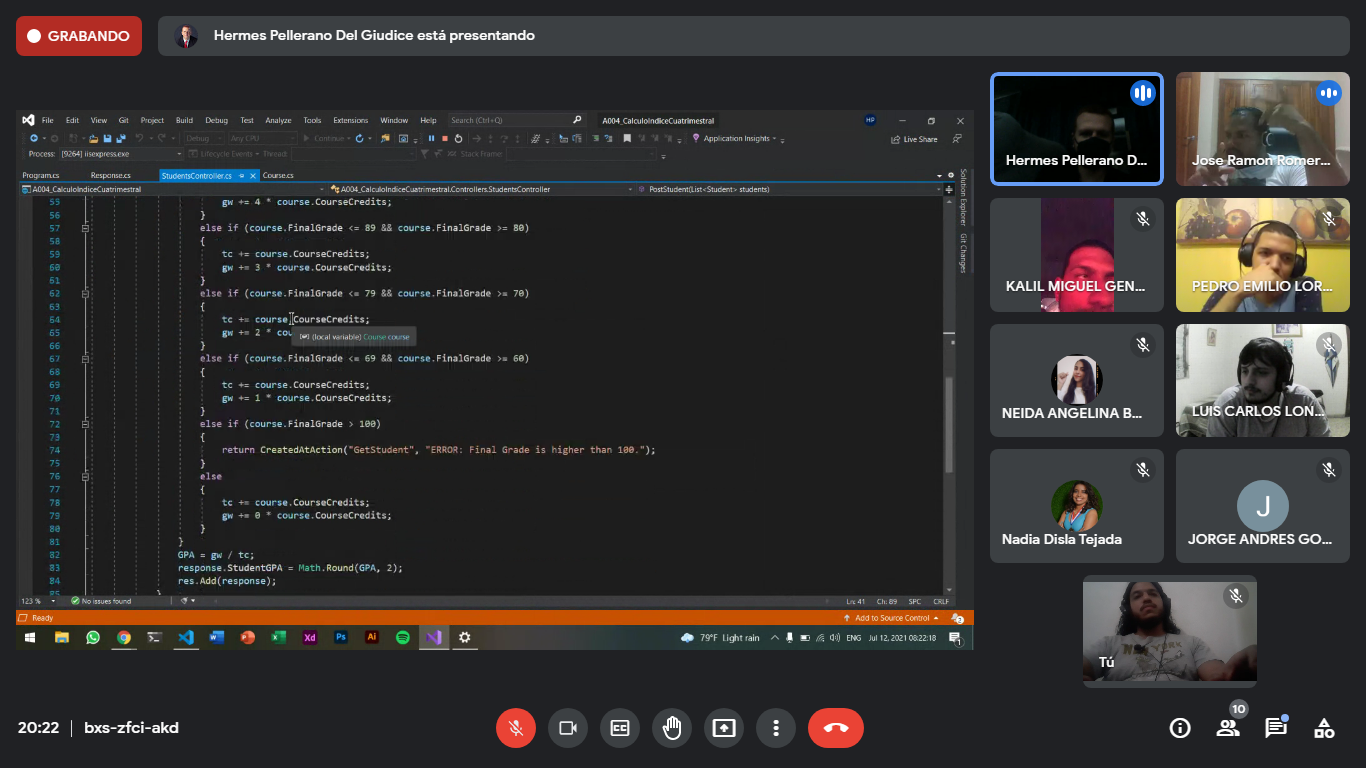 GRABANDO
Hermes Pellerano Del Giudice está presentando
File Edit View Git Project Build Debug Test Analyze Tools Extensions Window Help Search (Ctrl+Q) A004_CalculoIndiceCuatrimestral HP
Debug Any CPU Continue Application Insights Live Share
Process: [9264] iisexpress.exe Lifecycle Events Thread: Stack Frame:
Program.cs Response.cs StudentsController.cs Course.cs
A004_CalculoIndiceCuatrimestral A004_CalculoIndiceCuatrimestral.Controllers.StudentsController PostStudent(List<Student> students)
Solution Explorer
Git Changes
55 gw += 4 * course.CourseCredits;
56 }
57 else if (course.FinalGrade <= 89 && course.FinalGrade >= 80)
58 {
59 tc += course.CourseCredits;
60 gw += 3 * course.CourseCredits;
61 }
62 else if (course.FinalGrade <= 79 && course.FinalGrade >= 70)
63 {
64 tc += course.CourseCredits;
65 gw += 2 * cou
(local variable) Course course
66 }
67 else if (course.FinalGrade <= 69 && course.FinalGrade >= 60)
68 {
69 tc += course.CourseCredits;
70 gw += 1 * course.CourseCredits;
71 }
72 else if (course.FinalGrade > 100)
73 {
74 return CreatedAtAction("GetStudent", "ERROR: Final Grade is higher than 100.");
75 }
76 else
77 {
78 tc += course.CourseCredits;
79 gw += 0 * course.CourseCredits;
80 }
81 }
82 GPA = gw / tc;
83 response.StudentGPA = Math.Round(GPA, 2);
84 res.Add(response);
85 }
123 % No issues found Ln: 41 Ch: 89 SPC CRLF
Ready Add to Source Control 2
79°F Light rain ENG Jul 12, 2021 08:22:18 1
Hermes Pellerano D...
Jose Ramon Romer...
KALIL MIGUEL GEN...
PEDRO EMILIO LOR...
NEIDA ANGELINA B...
LUIS CARLOS LON...
Nadia Disla Tejada
J
JORGE ANDRES GO...
NEW YORK
Tú
20:22 bxs-zfci-akd
10